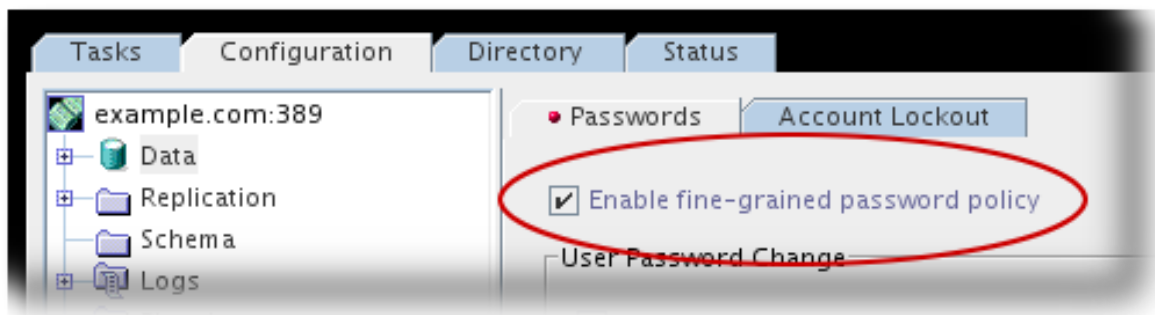 Tasks Configuration Directory Status
example.com:389
Data
Replication
Schema
Logs
Passwords Account Lockout
Enable fine-grained password policy
User Password Change